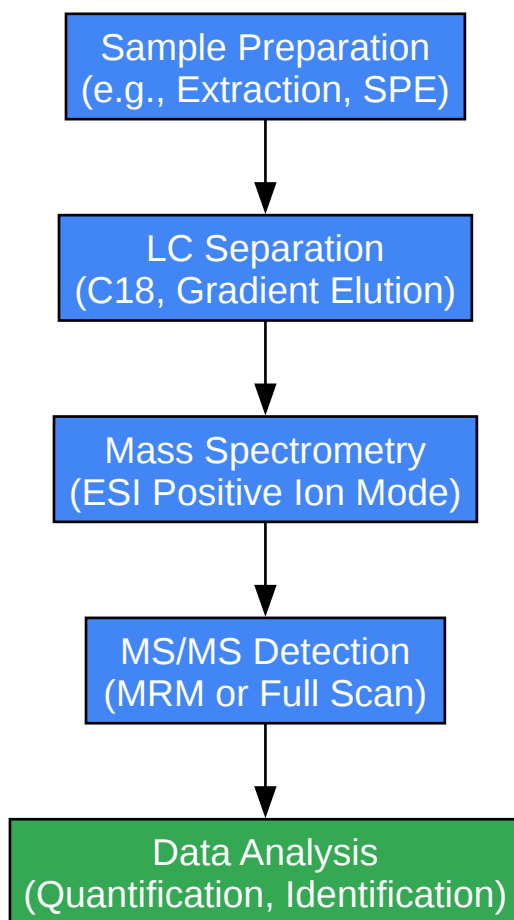 Sample Preparation
(e.g., Extraction, SPE)
LC Separation
(C18, Gradient Elution)
Mass Spectrometry
(ESI Positive Ion Mode)
MS/MS Detection
(MRM or Full Scan)
Data Analysis
(Quantification, Identification)